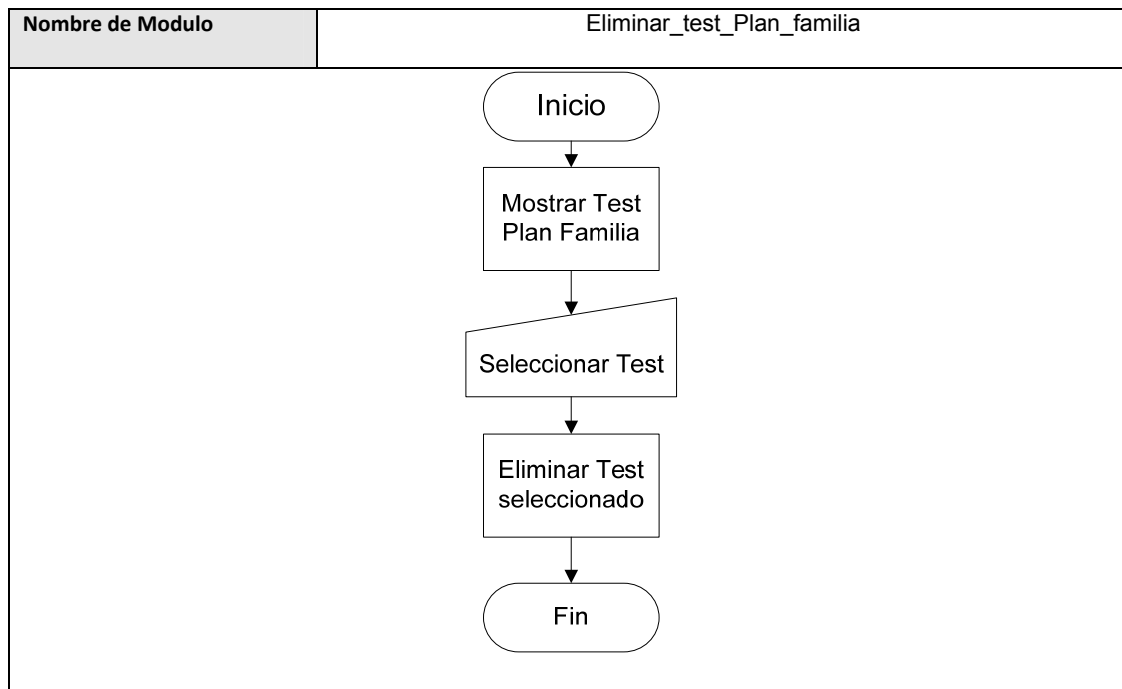 Nombre de Modulo
Eliminar_test_Plan_familia
Inicio
Mostrar Test
Plan Familia
Seleccionar Test
Eliminar Test
seleccionado
Fin